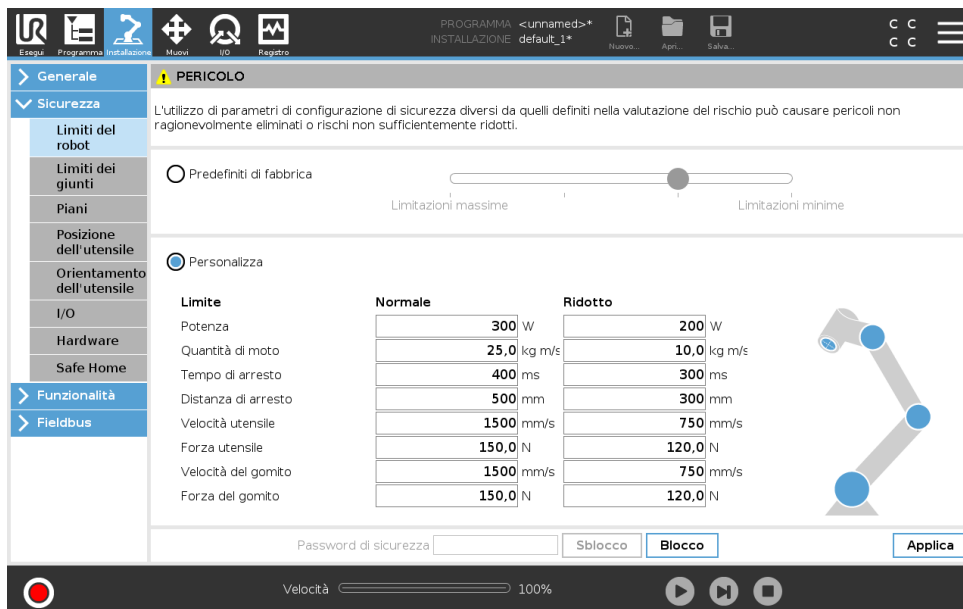 UR
PROGRAMMA <unnamed>*
INSTALLAZIONE default_1*
Esegui Programma Installazione Muovi I/O Registro
Nuovo... Apri... Salva...
C C
C C
Generale
Sicurezza
Limiti del
robot
Limiti dei
giunti
Piani
Posizione
dell'utensile
Orientamento
dell'utensile
I/O
Hardware
Safe Home
Funzionalità
Fieldbus
PERICOLO
L'utilizzo di parametri di configurazione di sicurezza diversi da quelli definiti nella valutazione del rischio può causare pericoli non
ragionevolmente eliminati o rischi non sufficientemente ridotti.
Predefiniti di fabbrica
Limitazioni massime Limitazioni minime
Personalizza
Limite Normale Ridotto
Potenza 300 W 200 W
Quantità di moto 25,0 kg m/s 10,0 kg m/s
Tempo di arresto 400 ms 300 ms
Distanza di arresto 500 mm 300 mm
Velocità utensile 1500 mm/s 750 mm/s
Forza utensile 150,0 N 120,0 N
Velocità del gomito 1500 mm/s 750 mm/s
Forza del gomito 150,0 N 120,0 N
Password di sicurezza Sblocco Blocco Applica
Velocità 100%